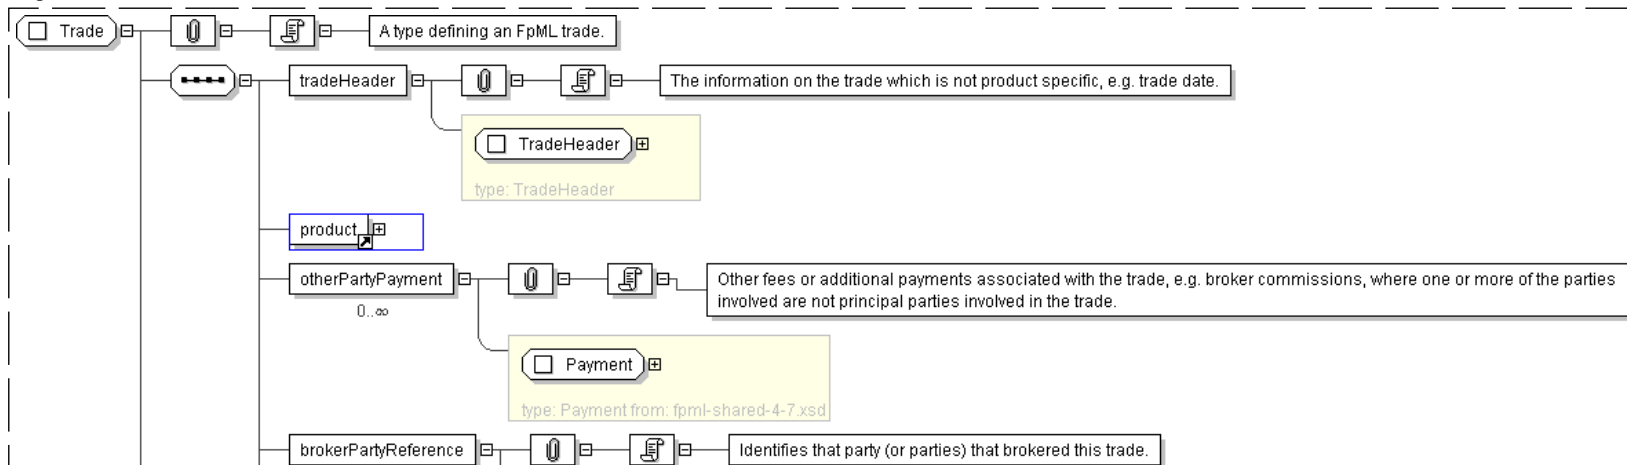 Trade
A type defining an FpML trade.
tradeHeader
The information on the trade which is not product specific, e.g. trade date.
TradeHeader
type: TradeHeader
product
otherPartyPayment
0..∞
Other fees or additional payments associated with the trade, e.g. broker commissions, where one or more of the parties
involved are not principal parties involved in the trade.
Payment
type: Payment from: fpml-shared-4-7.xsd
brokerPartyReference
Identifies that party (or parties) that brokered this trade.